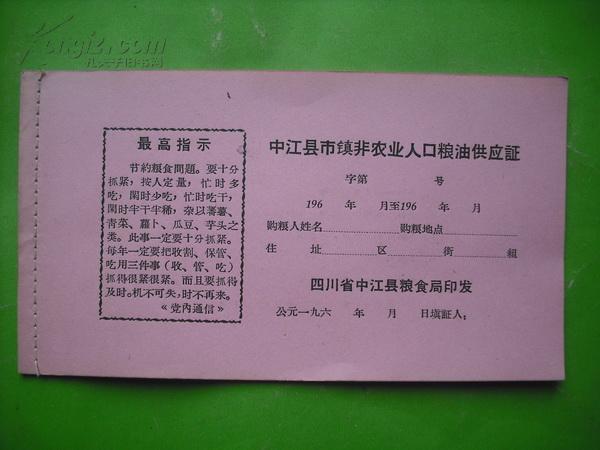 Kongfz.com
孔夫子旧书网
最高指示
节約粮食問題。要十分
抓紧,按人定量,忙时多
吃,閑时少吃,忙时吃干,
閑时半干半稀,杂以蕃薯、
青菜、蘿卜、瓜豆、芋头之
类。此事一定要十分抓紧。
每年一定要把收割、保管、
吃用三件事(收、管、吃)
抓得很紧很紧。而且要抓得
及时。机不可失,时不再来。
《党內通信》
中江县市镇非农业人口粮油供应証
字第 号
196 年 月至196 年 月
购粮人姓名 购粮地点
住 址 区 街 組
四川省中江县粮食局印发
公元一九六 年 月 日填証人: